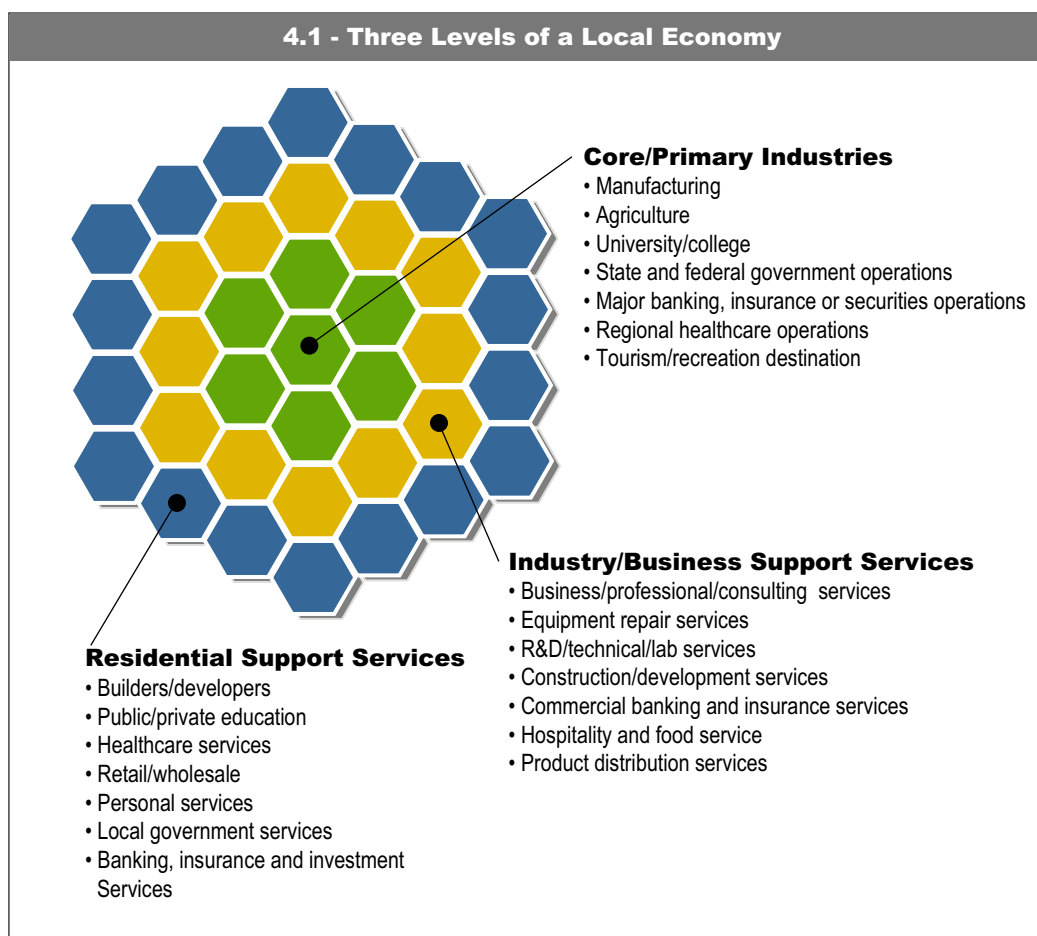 4.1 - Three Levels of a Local Economy
Core/Primary Industries
• Manufacturing
• Agriculture
• University/college
• State and federal government operations
• Major banking, insurance or securities operations
• Regional healthcare operations
• Tourism/recreation destination
Industry/Business Support Services
• Business/professional/consulting  services
• Equipment repair services
• R&D/technical/lab services
• Construction/development services
• Commercial banking and insurance services
• Hospitality and food service
• Product distribution services
Residential Support Services
• Builders/developers
• Public/private education
• Healthcare services
• Retail/wholesale
• Personal services
• Local government services
• Banking, insurance and investment
Services